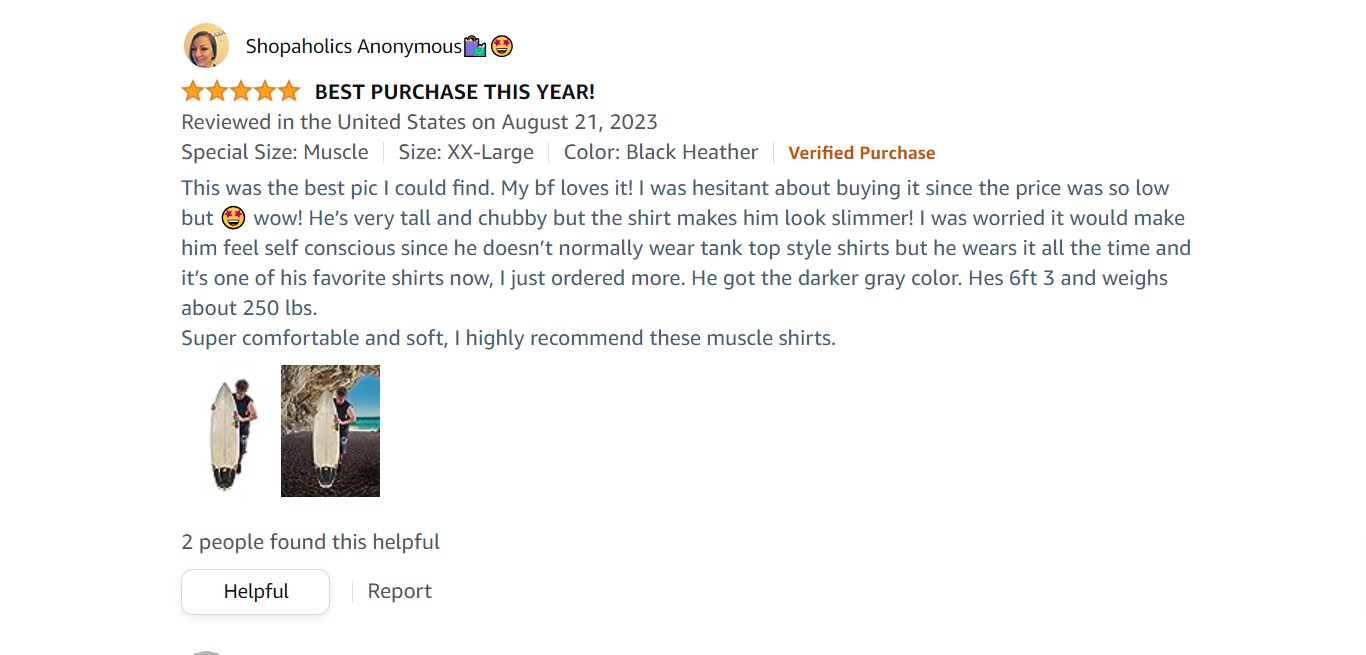 Shopaholics Anonymous🛍️🤩
BEST PURCHASE THIS YEAR!
Reviewed in the United States on August 21, 2023
Special Size: Muscle | Size: XX-Large | Color: Black Heather | Verified Purchase
This was the best pic I could find. My bf loves it! I was hesitant about buying it since the price was so low
but 🤩 wow! He’s very tall and chubby but the shirt makes him look slimmer! I was worried it would make
him feel self conscious since he doesn’t normally wear tank top style shirts but he wears it all the time and
it’s one of his favorite shirts now, I just ordered more. He got the darker gray color. Hes 6ft 3 and weighs
about 250 lbs.
Super comfortable and soft, I highly recommend these muscle shirts.
2 people found this helpful
Helpful | Report